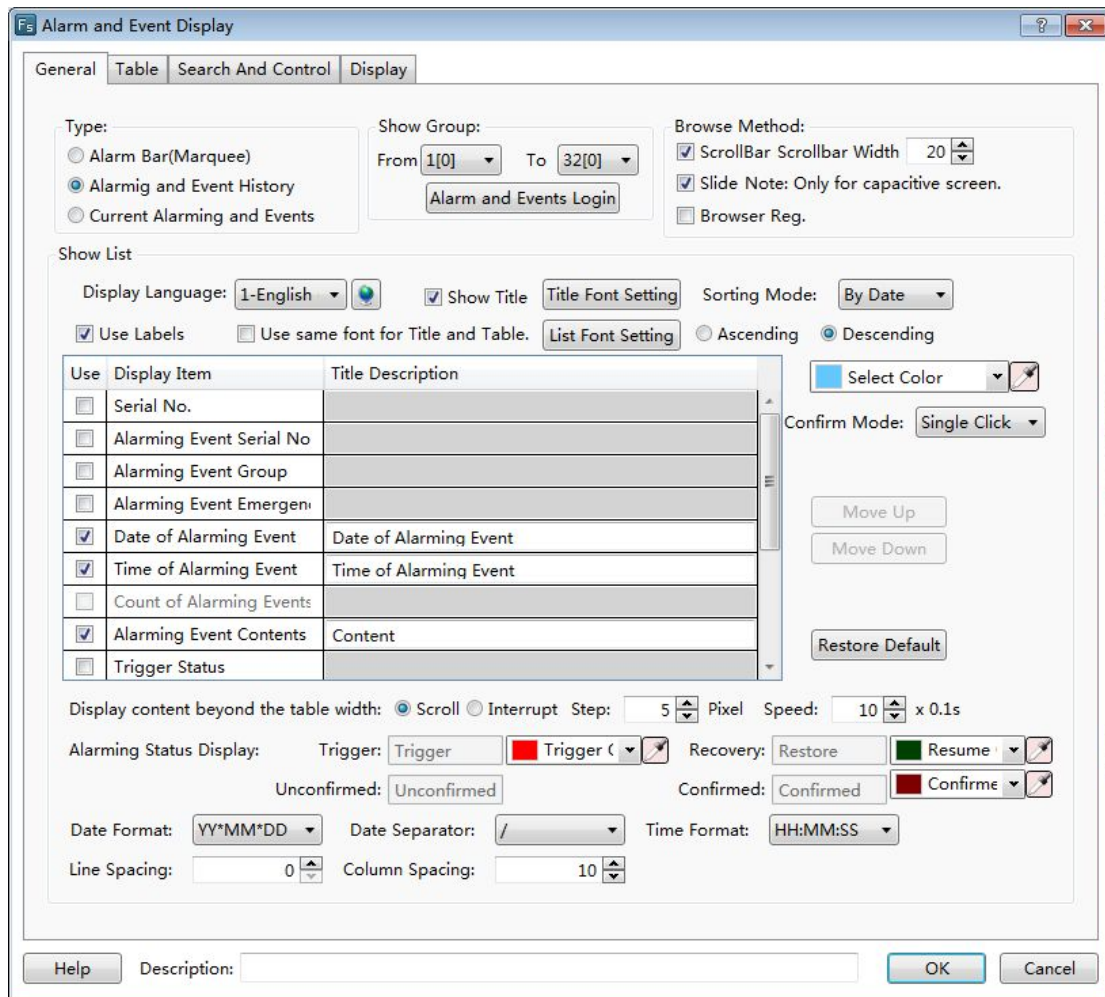 Fs Alarm and Event Display
General Table Search And Control Display
Type: Show Group: Browse Method:
Alarm Bar(Marquee) From 1[0] To 32[0] ScrollBar Scrollbar Width 20
Alarmig and Event History Alarm and Events Login Slide Note: Only for capacitive screen.
Current Alarming and Events Browser Reg.
Show List
Display Language: 1-English Show Title Title Font Setting Sorting Mode: By Date
Use Labels Use same font for Title and Table. List Font Setting Ascending Descending
Use Display Item Title Description Select Color
Serial No.
Alarming Event Serial No Confirm Mode: Single Click
Alarming Event Group
Alarming Event Emergen Move Up
Date of Alarming Event Date of Alarming Event Move Down
Time of Alarming Event Time of Alarming Event
Count of Alarming Events
Alarming Event Contents Content Restore Default
Trigger Status
Display content beyond the table width: Scroll Interrupt Step: 5 Pixel Speed: 10 x 0.1s
Alarming Status Display: Trigger: Trigger Trigger C Recovery: Restore Resume
Unconfirmed: Unconfirmed Confirmed: Confirmed Confirme
Date Format: YY*MM*DD Date Separator: / Time Format: HH:MM:SS
Line Spacing: 0 Column Spacing: 10
Help Description: OK Cancel